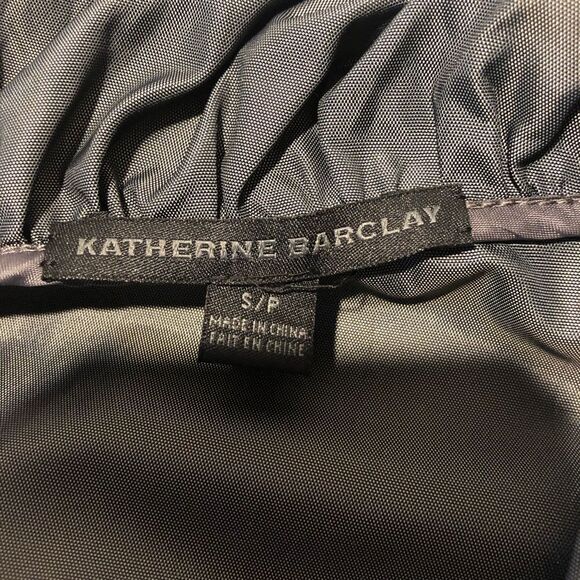 KATHERINE BARCLAY
S/P
MADE IN CHINA
FAIT EN CHINE